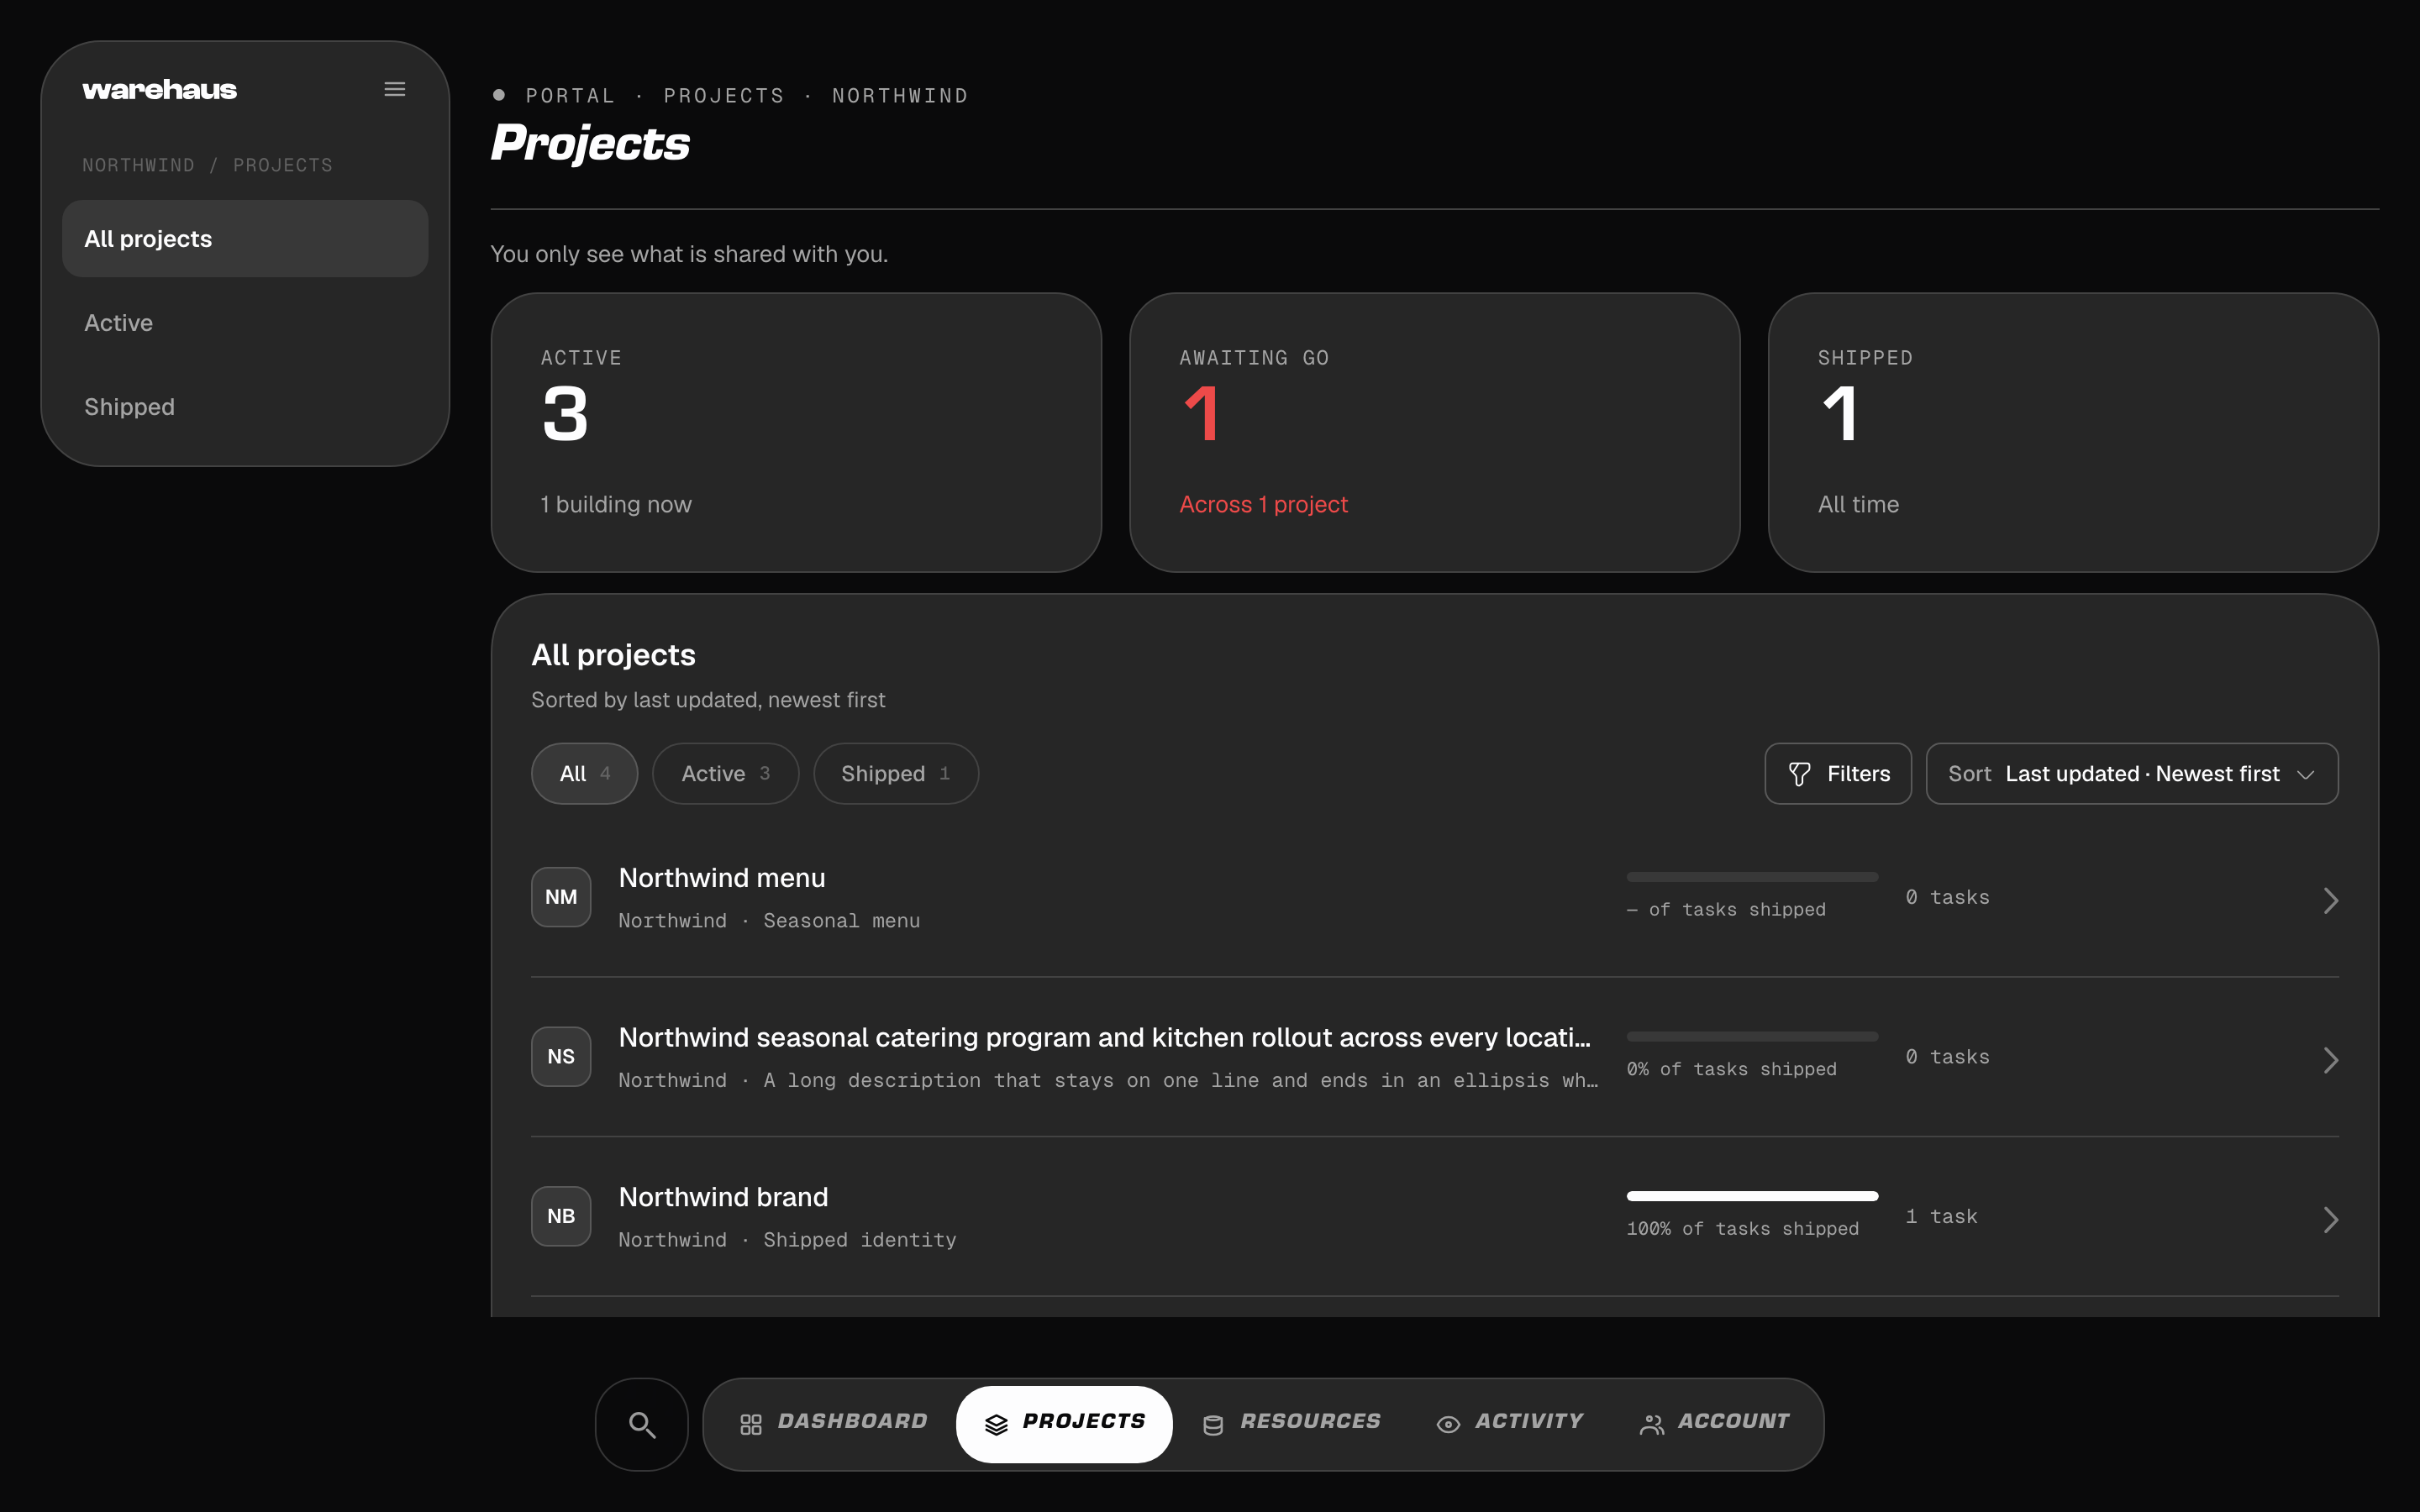 warehaus
NORTHWIND / PROJECTS
All projects
Active
Shipped
PORTAL · PROJECTS · NORTHWIND
Projects
You only see what is shared with you.
ACTIVE
3
1 building now
AWAITING GO
1
Across 1 project
SHIPPED
1
All time
All projects
Sorted by last updated, newest first
All 4
Active 3
Shipped 1
Filters
Sort Last updated · Newest first
NM
Northwind menu
Northwind · Seasonal menu
— of tasks shipped
0 tasks
NS
Northwind seasonal catering program and kitchen rollout across every locati…
Northwind · A long description that stays on one line and ends in an ellipsis wh…
0% of tasks shipped
0 tasks
NB
Northwind brand
Northwind · Shipped identity
100% of tasks shipped
1 task
DASHBOARD
PROJECTS
RESOURCES
ACTIVITY
ACCOUNT